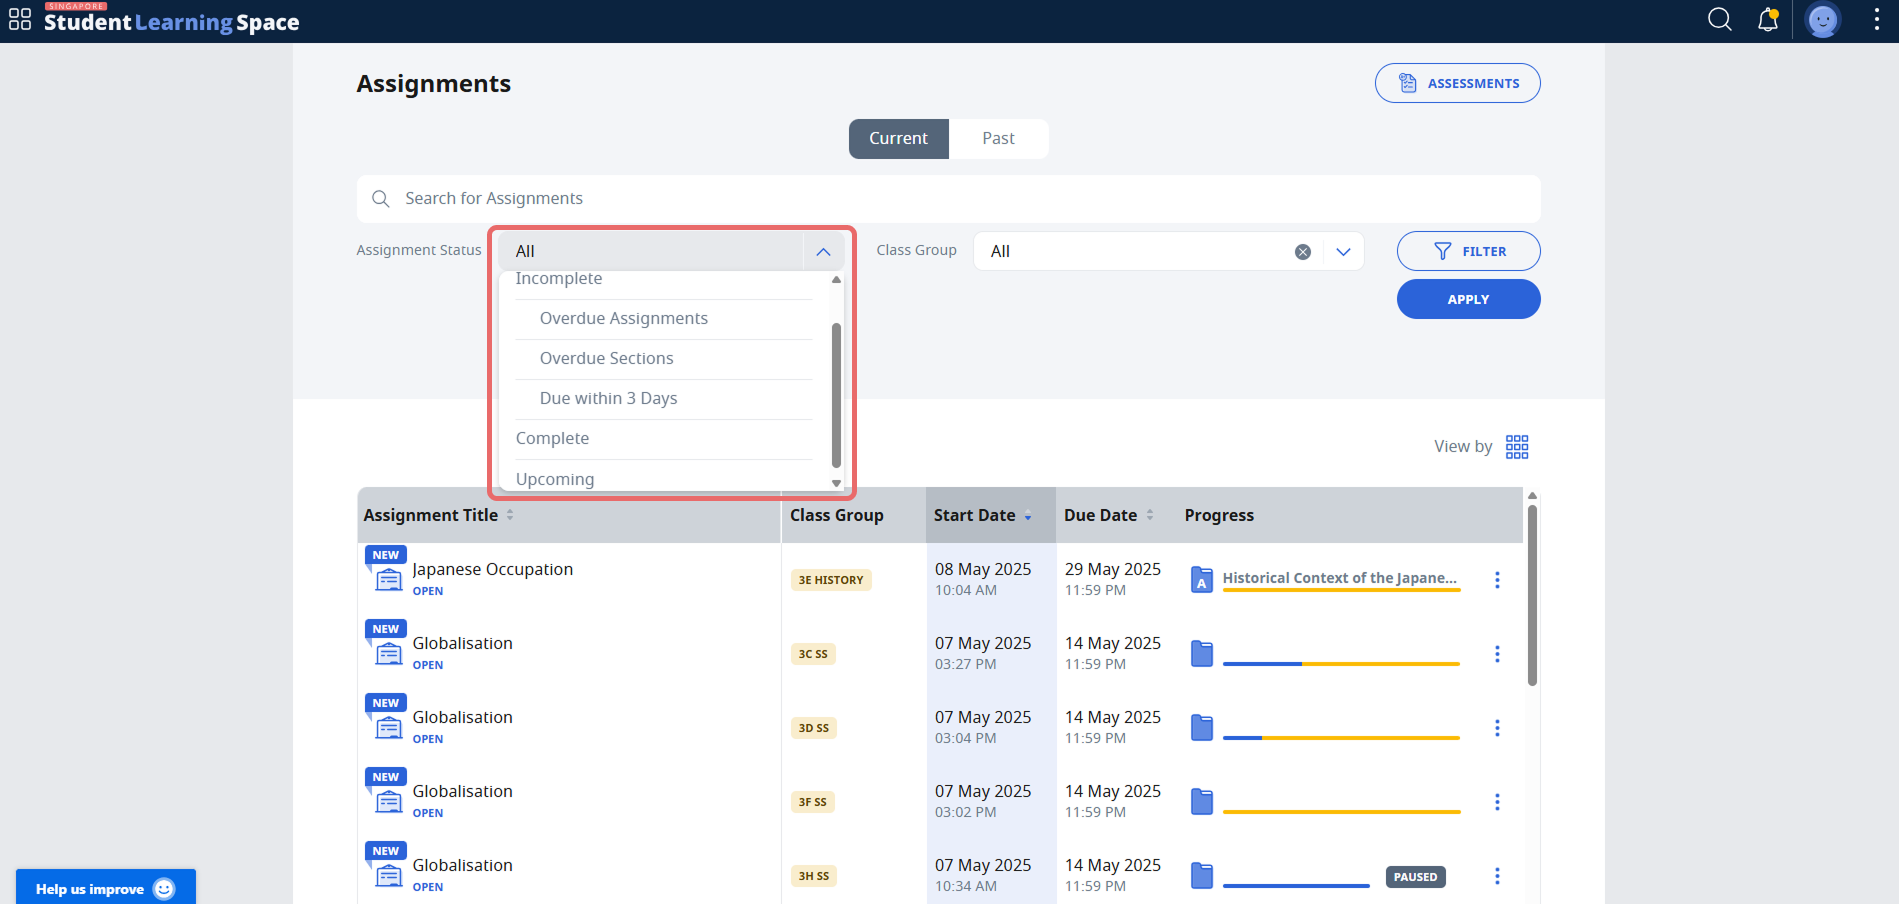 SINGAPORE
Student Learning Space
Assignments
ASSESSMENTS
Current
Past
Search for Assignments
Assignment Status
All
Class Group
All
FILTER
APPLY
Incomplete
Overdue Assignments
Overdue Sections
Due within 3 Days
Complete
Upcoming
View by
Assignment Title
Class Group
Start Date
Due Date
Progress
NEW
Japanese Occupation
OPEN
3E HISTORY
08 May 2025
10:04 AM
29 May 2025
11:59 PM
A
Historical Context of the Japane...
NEW
Globalisation
OPEN
3C SS
07 May 2025
03:27 PM
14 May 2025
11:59 PM
NEW
Globalisation
OPEN
3D SS
07 May 2025
03:04 PM
14 May 2025
11:59 PM
NEW
Globalisation
OPEN
3F SS
07 May 2025
03:02 PM
14 May 2025
11:59 PM
NEW
Globalisation
OPEN
3H SS
07 May 2025
10:34 AM
14 May 2025
11:59 PM
PAUSED
Help us improve